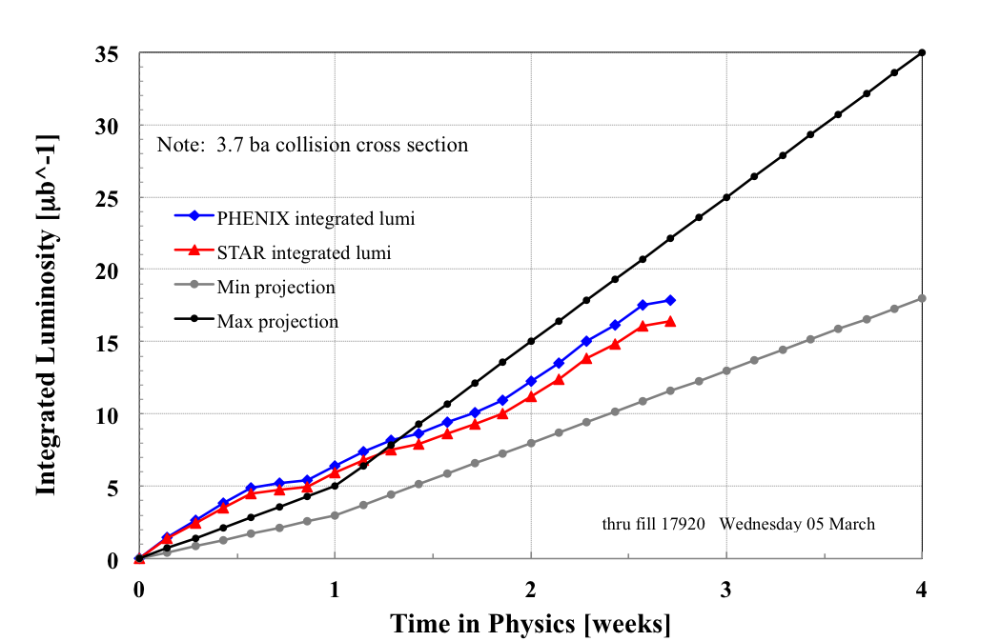 35
30
25
20
15
10
5
0
Integrated Luminosity [µb^-1]
Note:  3.7 ba collision cross section
PHENIX integrated lumi
STAR integrated lumi
Min projection
Max projection
thru fill 17920   Wednesday 05 March
0 1 2 3 4
Time in Physics [weeks]